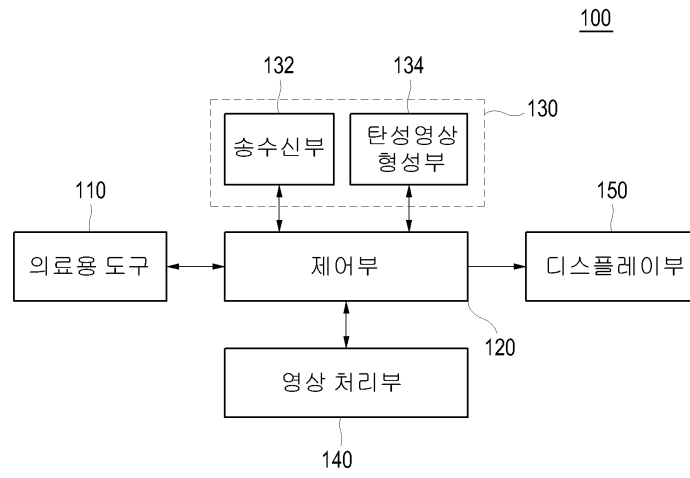 100
132
134
130
송수신부
탄성영상
형성부
110
150
의료용 도구
제어부
디스플레이부
120
영상 처리부
140